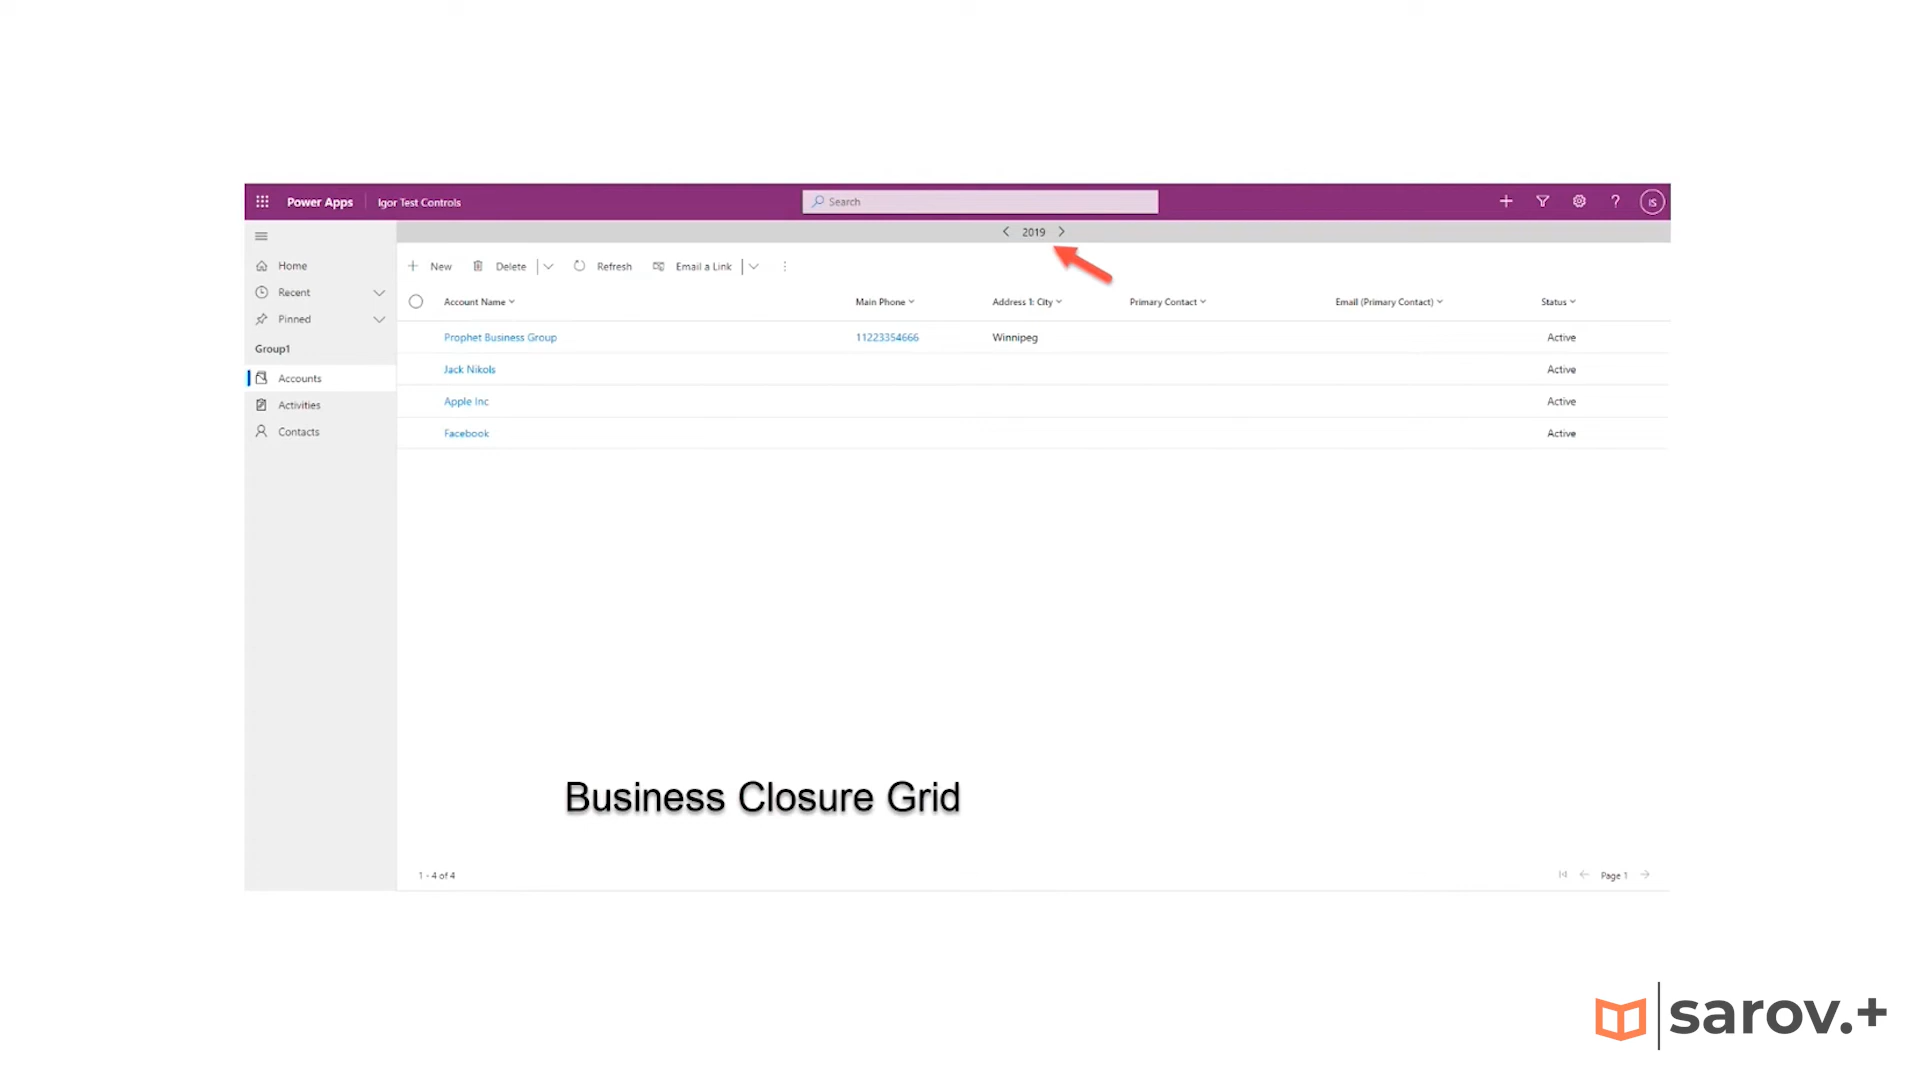 Power Apps Igor Test Controls Search ? IS
2019
Home
Recent
Pinned
Group1
Accounts
Activities
Contacts
New Delete Refresh Email a Link
Account Name Main Phone Address 1: City Primary Contact Email (Primary Contact) Status
Prophet Business Group 11223354666 Winnipeg Active
Jack Nikols Active
Apple Inc Active
Facebook Active
Business Closure Grid
1 - 4 of 4 Page 1
sarov.+